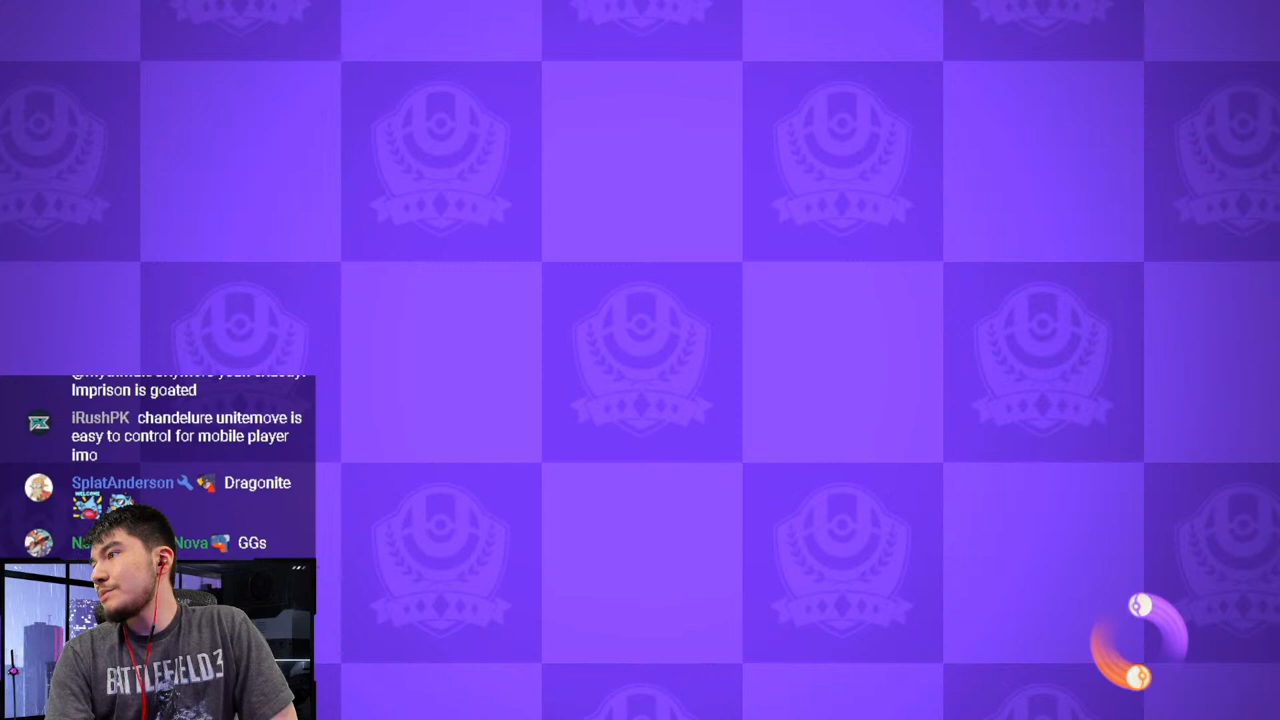 Imprison is goated
iRushPK chandelure unitemove is
easy to control for mobile player
imo
SplatAnderson Dragonite
WELCOME
Nova GGs
BATTLEFIELD 3